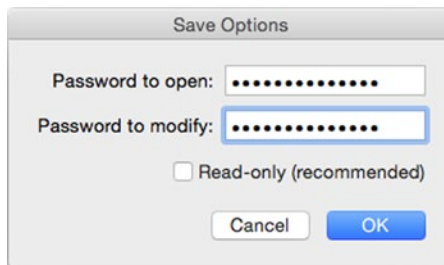 Save Options
Password to open: ••••••••••••••
Password to modify: ••••••••••••••
Read-only (recommended)
Cancel OK